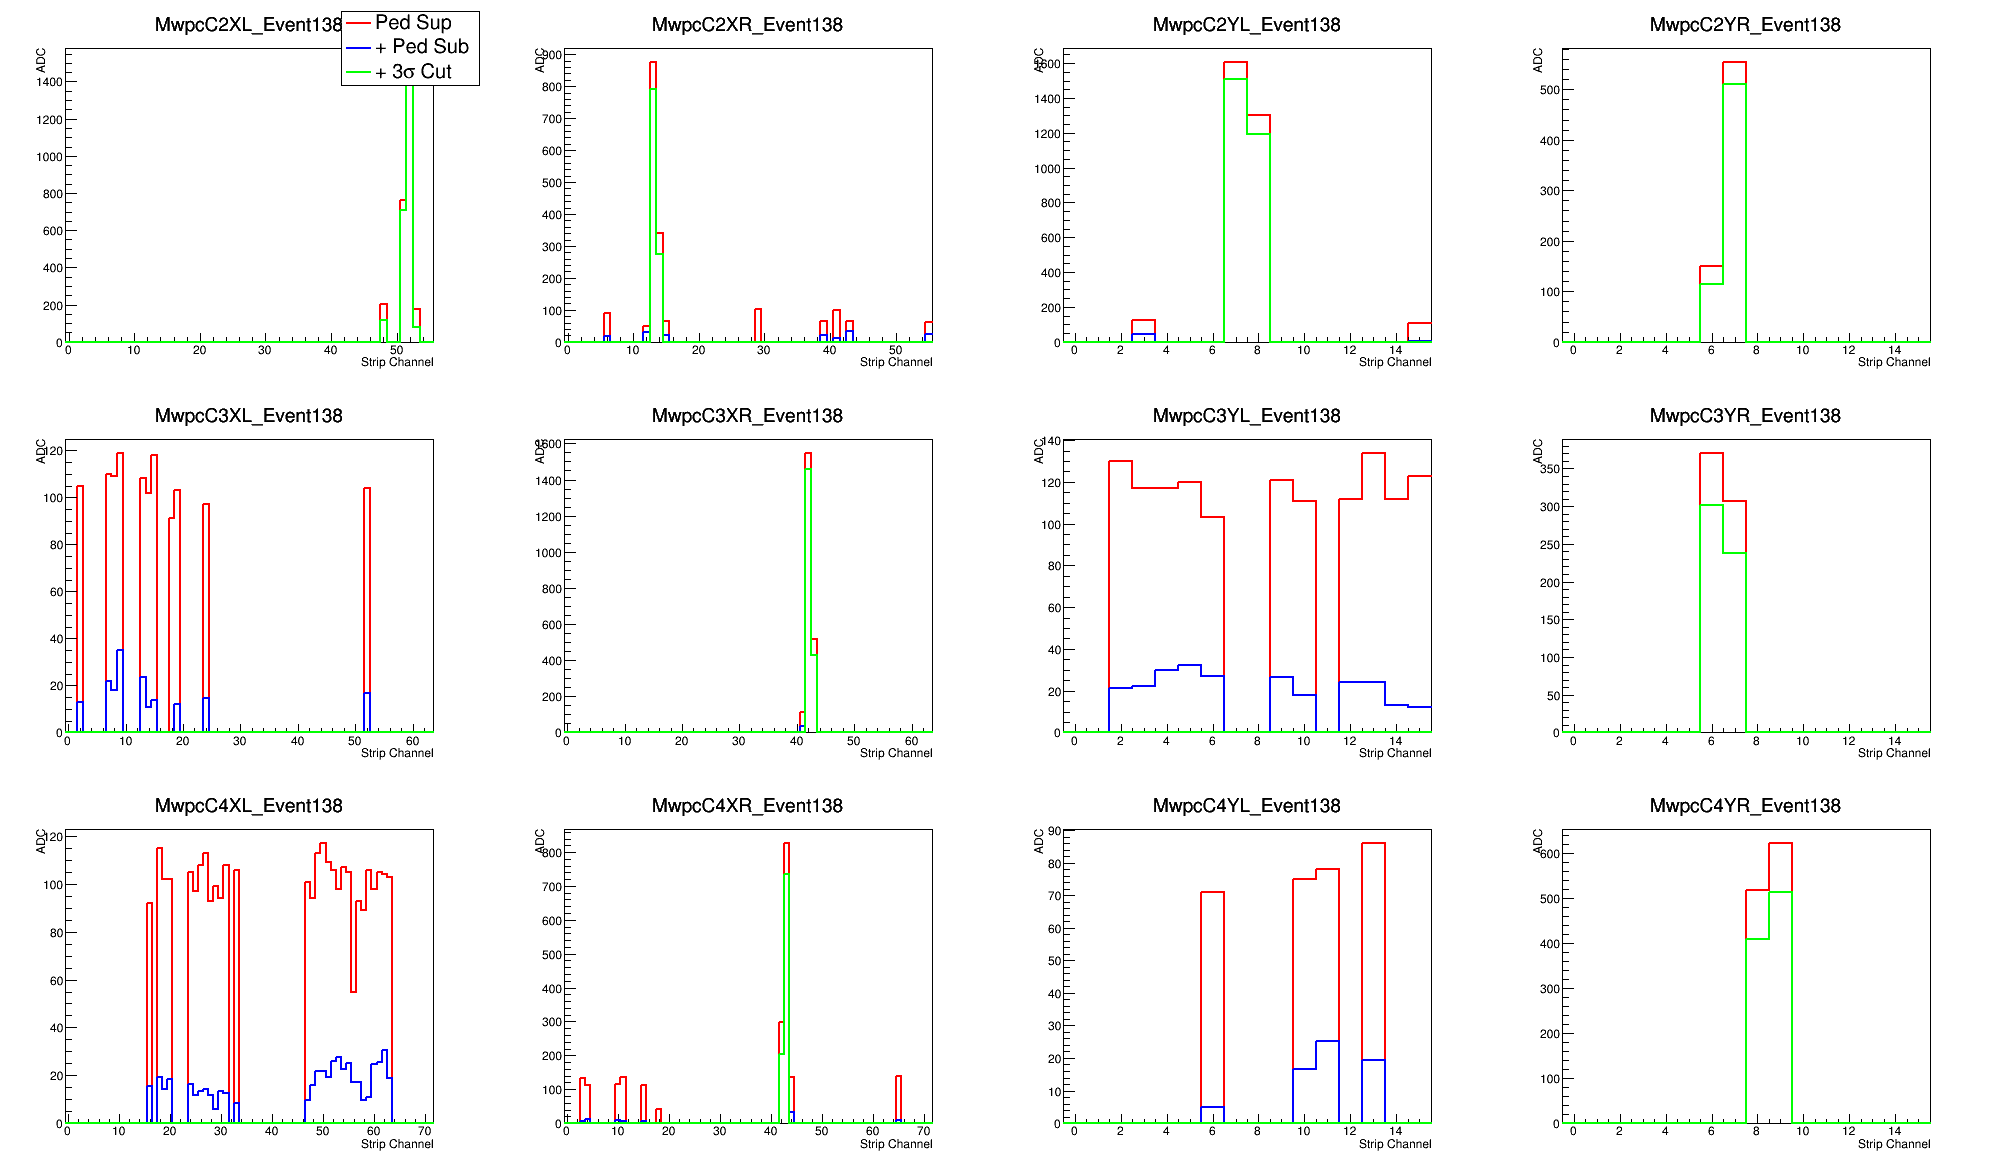 MwpcC2XL_Event138
ADC
1400
1200
1000
800
600
400
200
0
0 10 20 30 40 50
Strip Channel
Ped Sup
+ Ped Sub
+ 3σ Cut
MwpcC2XR_Event138
ADC
900
800
700
600
500
400
300
200
100
0
0 10 20 30 40 50
Strip Channel
MwpcC2YL_Event138
ADC
1600
1400
1200
1000
800
600
400
200
0
0 2 4 6 8 10 12 14
Strip Channel
MwpcC2YR_Event138
ADC
500
400
300
200
100
0
0 2 4 6 8 10 12 14
Strip Channel
MwpcC3XL_Event138
ADC
120
100
80
60
40
20
0
0 10 20 30 40 50 60
Strip Channel
MwpcC3XR_Event138
ADC
1600
1400
1200
1000
800
600
400
200
0
0 10 20 30 40 50 60
Strip Channel
MwpcC3YL_Event138
ADC
140
120
100
80
60
40
20
0
0 2 4 6 8 10 12 14
Strip Channel
MwpcC3YR_Event138
ADC
350
300
250
200
150
100
50
0
0 2 4 6 8 10 12 14
Strip Channel
MwpcC4XL_Event138
ADC
120
100
80
60
40
20
0
0 10 20 30 40 50 60 70
Strip Channel
MwpcC4XR_Event138
ADC
800
700
600
500
400
300
200
100
0
0 10 20 30 40 50 60 70
Strip Channel
MwpcC4YL_Event138
ADC
90
80
70
60
50
40
30
20
10
0
0 2 4 6 8 10 12 14
Strip Channel
MwpcC4YR_Event138
ADC
600
500
400
300
200
100
0
0 2 4 6 8 10 12 14
Strip Channel